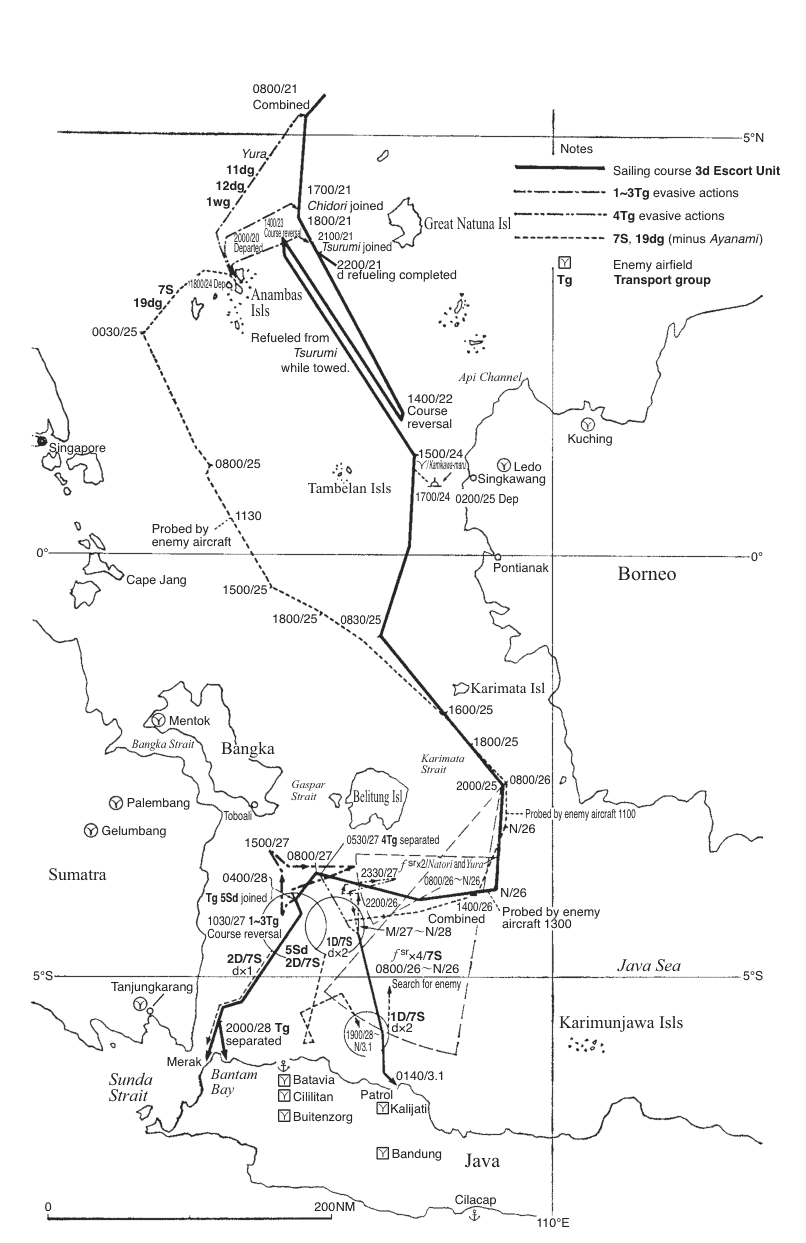 0800/21
Combined
5°N
Notes
Sailing course 3d Escort Unit
1~3Tg evasive actions
4Tg evasive actions
7S, 19dg (minus Ayanami)
Enemy airfield
Tg Transport group
Yura
11dg
12dg
1wg
1700/21
Chidori joined
1800/21
2100/21
Tsurumi joined
2200/21
d refueling completed
Great Natuna Isl
1400/23
Course reversal
2000/20
Departed
1800/24 Dep
7S
19dg
Anambas
Isls
0030/25
Refueled from
Tsurumi
while towed.
Api Channel
1400/22
Course
reversal
Kuching
Singapore
1500/24
Kamikawa-maru
Ledo
Singkawang
0800/25
Tambelan Isls
1700/24
0200/25 Dep
1130
Probed by
enemy aircraft
0°
0°
Pontianak
Cape Jang
Borneo
1500/25
1800/25
0830/25
Karimata Isl
1600/25
Mentok
Bangka Strait
Bangka
1800/25
Karimata
Strait
Gaspar
Strait
Belitung Isl
2000/25
0800/26
Palembang
Toboali
Probed by enemy aircraft 1100
Gelumbang
N/26
0530/27 4Tg separated
1500/27
0800/27
Sumatra
2330/27
fsr×2/Natori and Yura
0800/26~N/26
0400/28
Tg 5Sd joined
2200/26
1400/26
N/26
Combined
Probed by enemy
aircraft 1300
1030/27 1~3Tg
Course reversal
M/27~N/28
5Sd
2D/7S
1D/7S
d×2
2D/7S
d×1
fsr×4/7S
0800/26~N/26
Search for enemy
Java Sea
5°S
5°S
Tanjungkarang
1D/7S
d×2
Karimunjawa Isls
2000/28 Tg
separated
1900/28~
N/3.1
Merak
Bantam
Bay
Sunda
Strait
0140/3.1
Batavia
Patrol
Cililitan
Kalijati
Buitenzorg
Bandung
Java
Cilacap
0
200NM
110°E